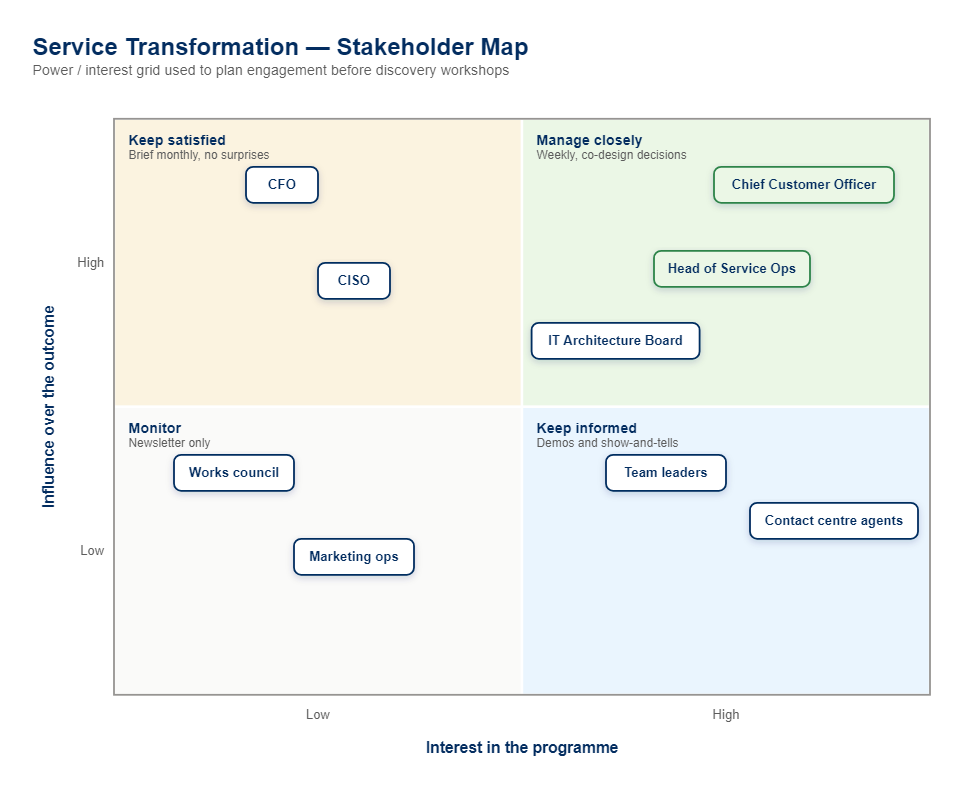 Service Transformation — Stakeholder Map
Power / interest grid used to plan engagement before discovery workshops
Keep satisfied
Brief monthly, no surprises
CFO
CISO
Manage closely
Weekly, co-design decisions
Chief Customer Officer
Head of Service Ops
IT Architecture Board
High
Influence over the outcome
Monitor
Newsletter only
Works council
Marketing ops
Keep informed
Demos and show-and-tells
Team leaders
Contact centre agents
Low
Low
High
Interest in the programme